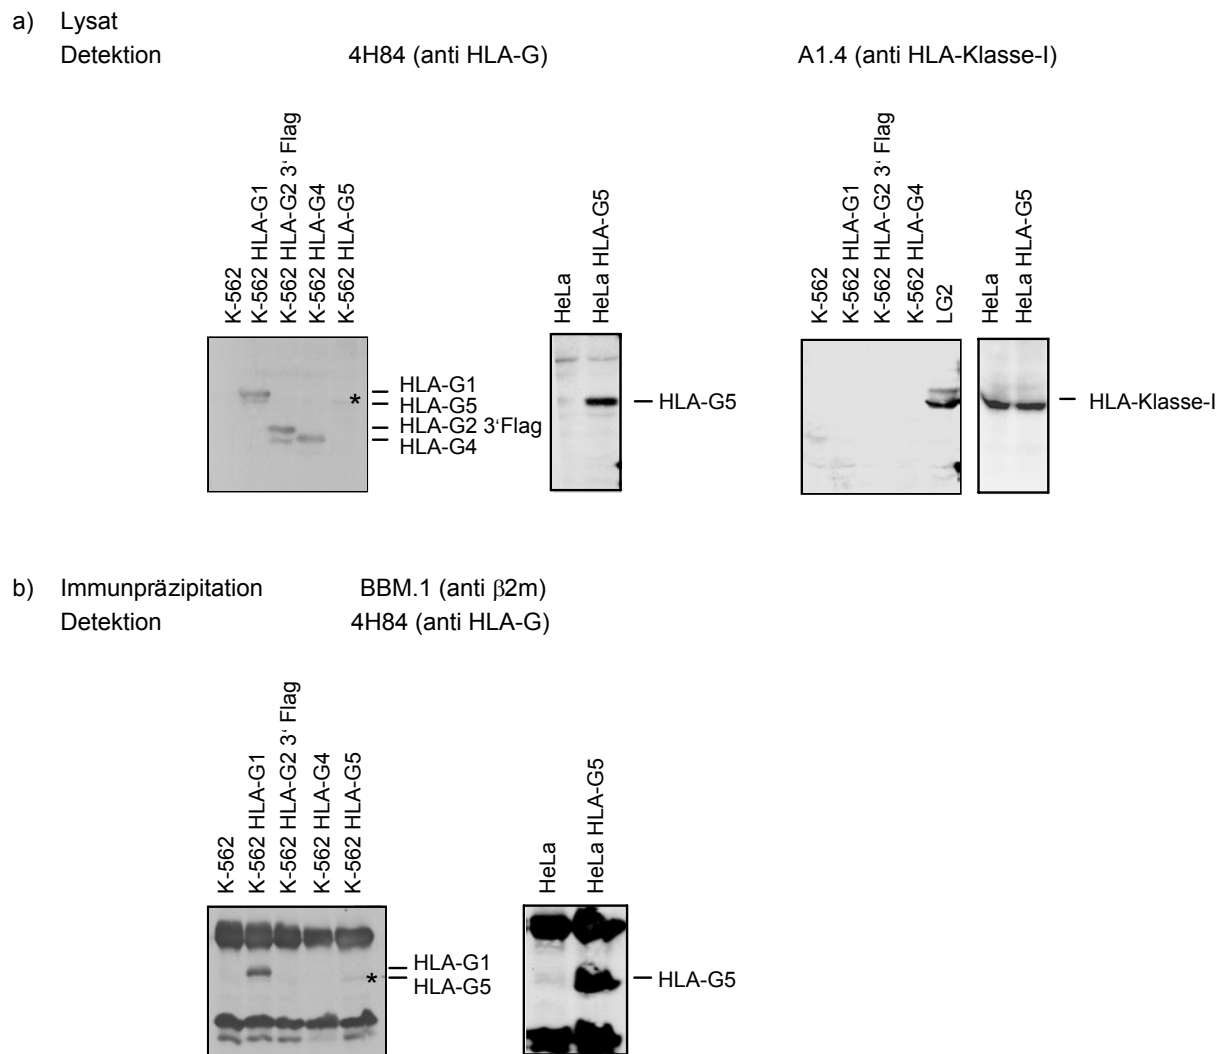 a) Lysat
Detektion 4H84 (anti HLA-G) A1.4 (anti HLA-Klasse-I)
K-562
K-562 HLA-G1
K-562 HLA-G2 3‘ Flag
K-562 HLA-G4
K-562 HLA-G5
HeLa
HeLa HLA-G5
K-562
K-562 HLA-G1
K-562 HLA-G2 3‘ Flag
K-562 HLA-G4
LG2
HeLa
HeLa HLA-G5
*
HLA-G1
HLA-G5
HLA-G2 3‘Flag
HLA-G4
HLA-G5
HLA-Klasse-I
b) Immunpräzipitation BBM.1 (anti β2m)
Detektion 4H84 (anti HLA-G)
K-562
K-562 HLA-G1
K-562 HLA-G2 3‘ Flag
K-562 HLA-G4
K-562 HLA-G5
HeLa
HeLa HLA-G5
*
HLA-G1
HLA-G5
HLA-G5